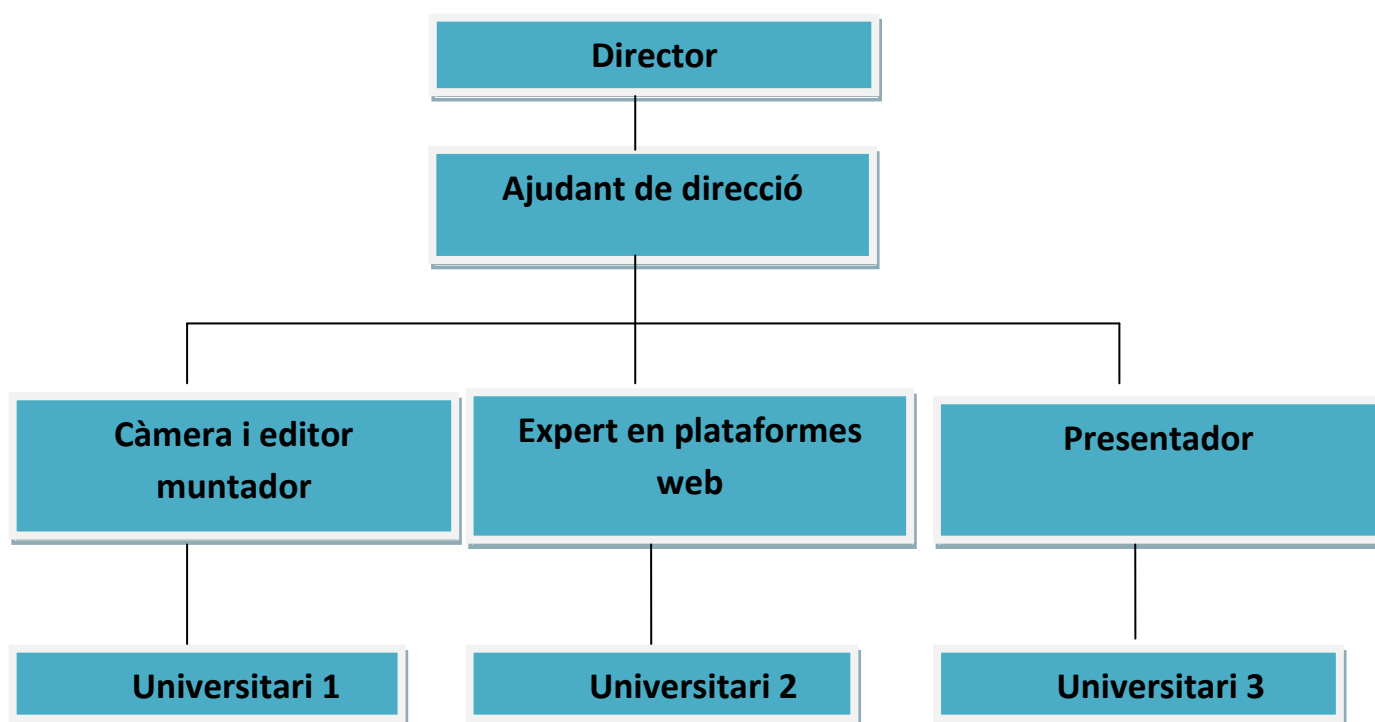 Director
Ajudant de direcció
Càmera i editor
muntador
Expert en plataformes
web
Presentador
Universitari 1
Universitari 2
Universitari 3